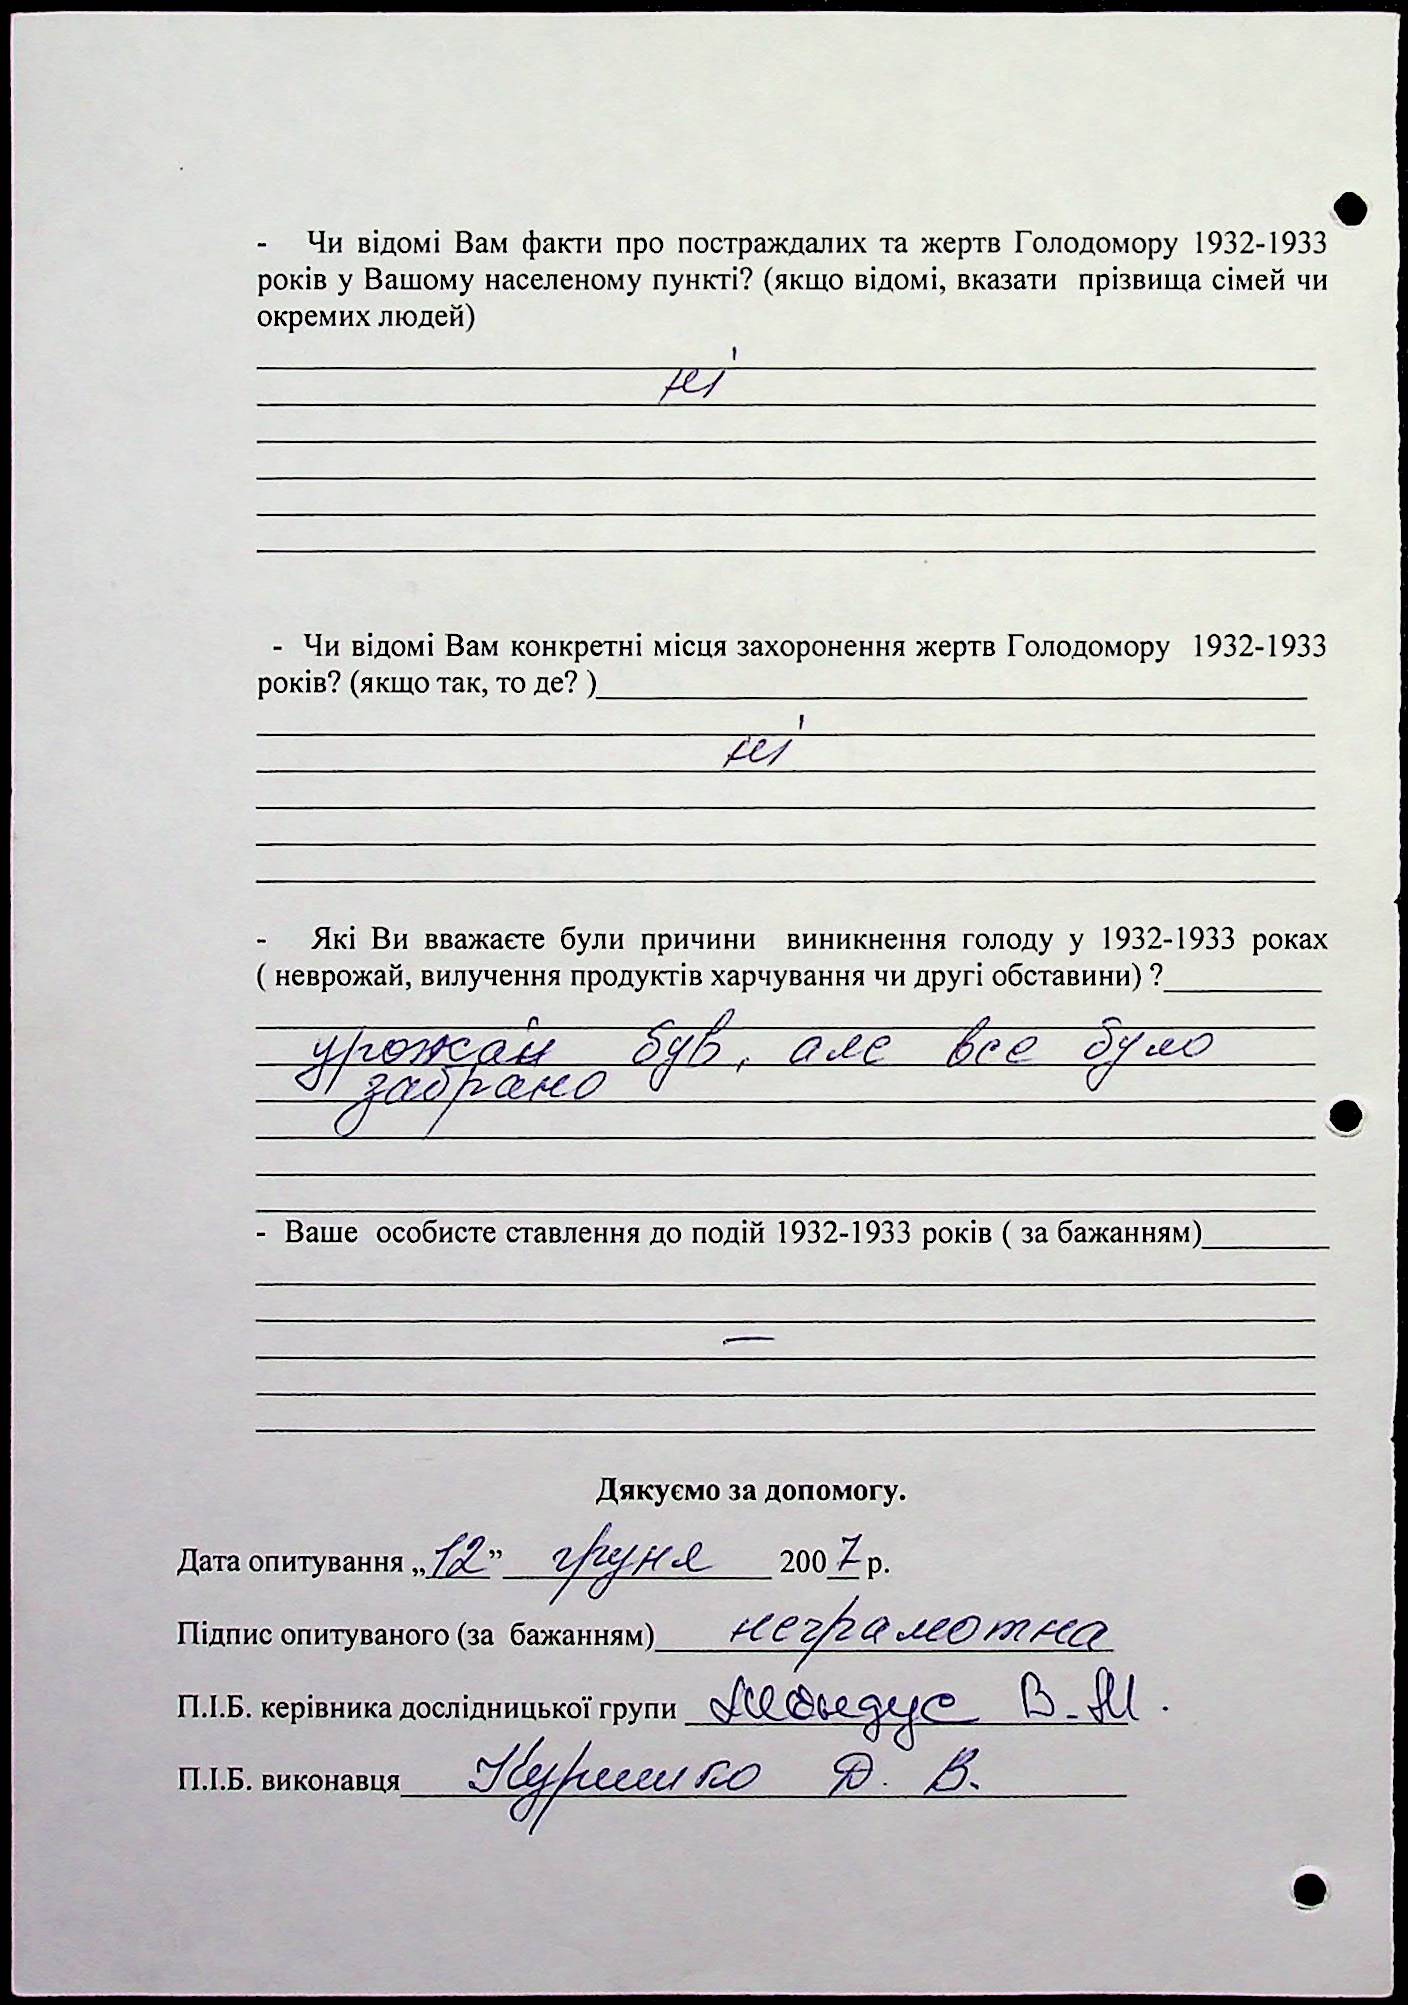 - Чи відомі Вам факти про постраждалих та жертв Голодомору 1932-1933
років у Вашому населеному пункті? (якщо відомі, вказати прізвища сімей чи
окремих людей)
ні
- Чи відомі Вам конкретні місця захоронення жертв Голодомору 1932-1933
років? (якщо так, то де? )
ні
- Які Ви вважаєте були причини виникнення голоду у 1932-1933 роках
( неврожай, вилучення продуктів харчування чи другі обставини) ?
урожай був, але все було
забрано
- Ваше особисте ставлення до подій 1932-1933 років ( за бажанням)
—
Дякуємо за допомогу.
Дата опитування „12” грудня 2007 р.
Підпис опитуваного (за бажанням) неграмотна
П.І.Б. керівника дослідницької групи В.М.
П.І.Б. виконавця Д. В.